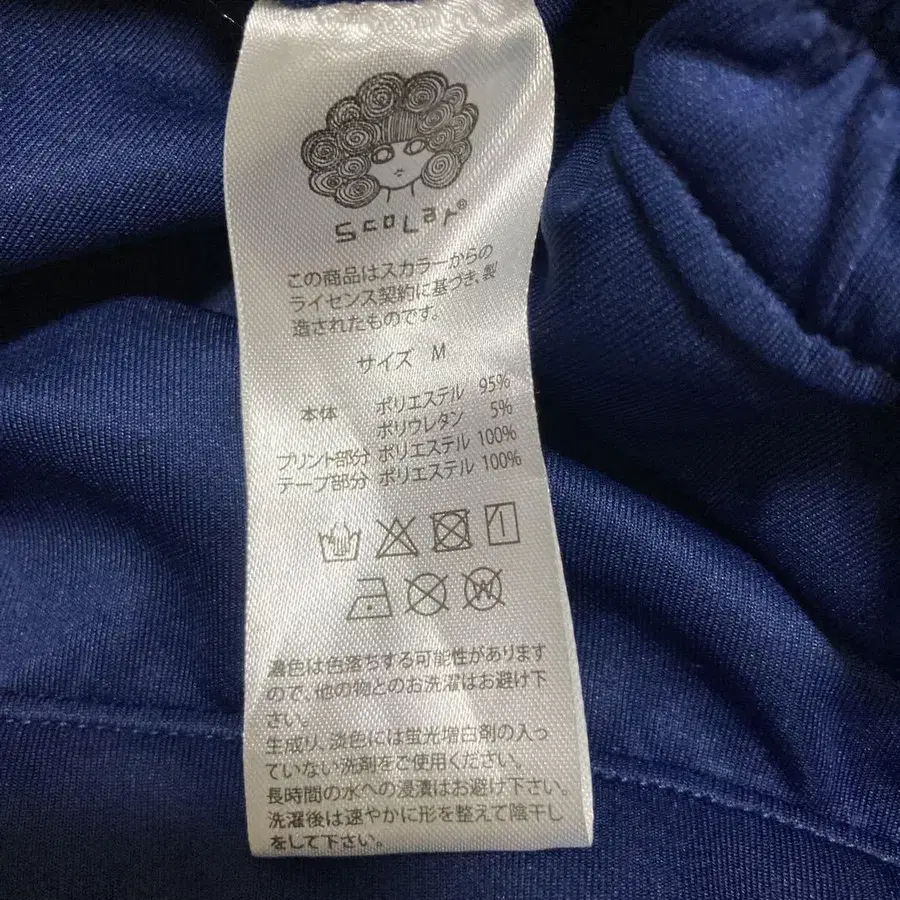 ScoLar®
この商品はスカラーからの
ライセンス契約に基づき、製
造されたものです。
サイズ M
本体 ポリエステル 95%
ポリウレタン 5%
プリント部分 ポリエステル 100%
テープ部分 ポリエステル 100%
W
濃色は色落ちする可能性があります
ので、他の物とのお洗濯はお避け下
さい。
生成り、淡色には蛍光増白剤の入っ
ていない洗剤をご使用ください。
長時間の水への浸漬はお避け下さい。
洗濯後は速やかに形を整えて陰干し
をして下さい。